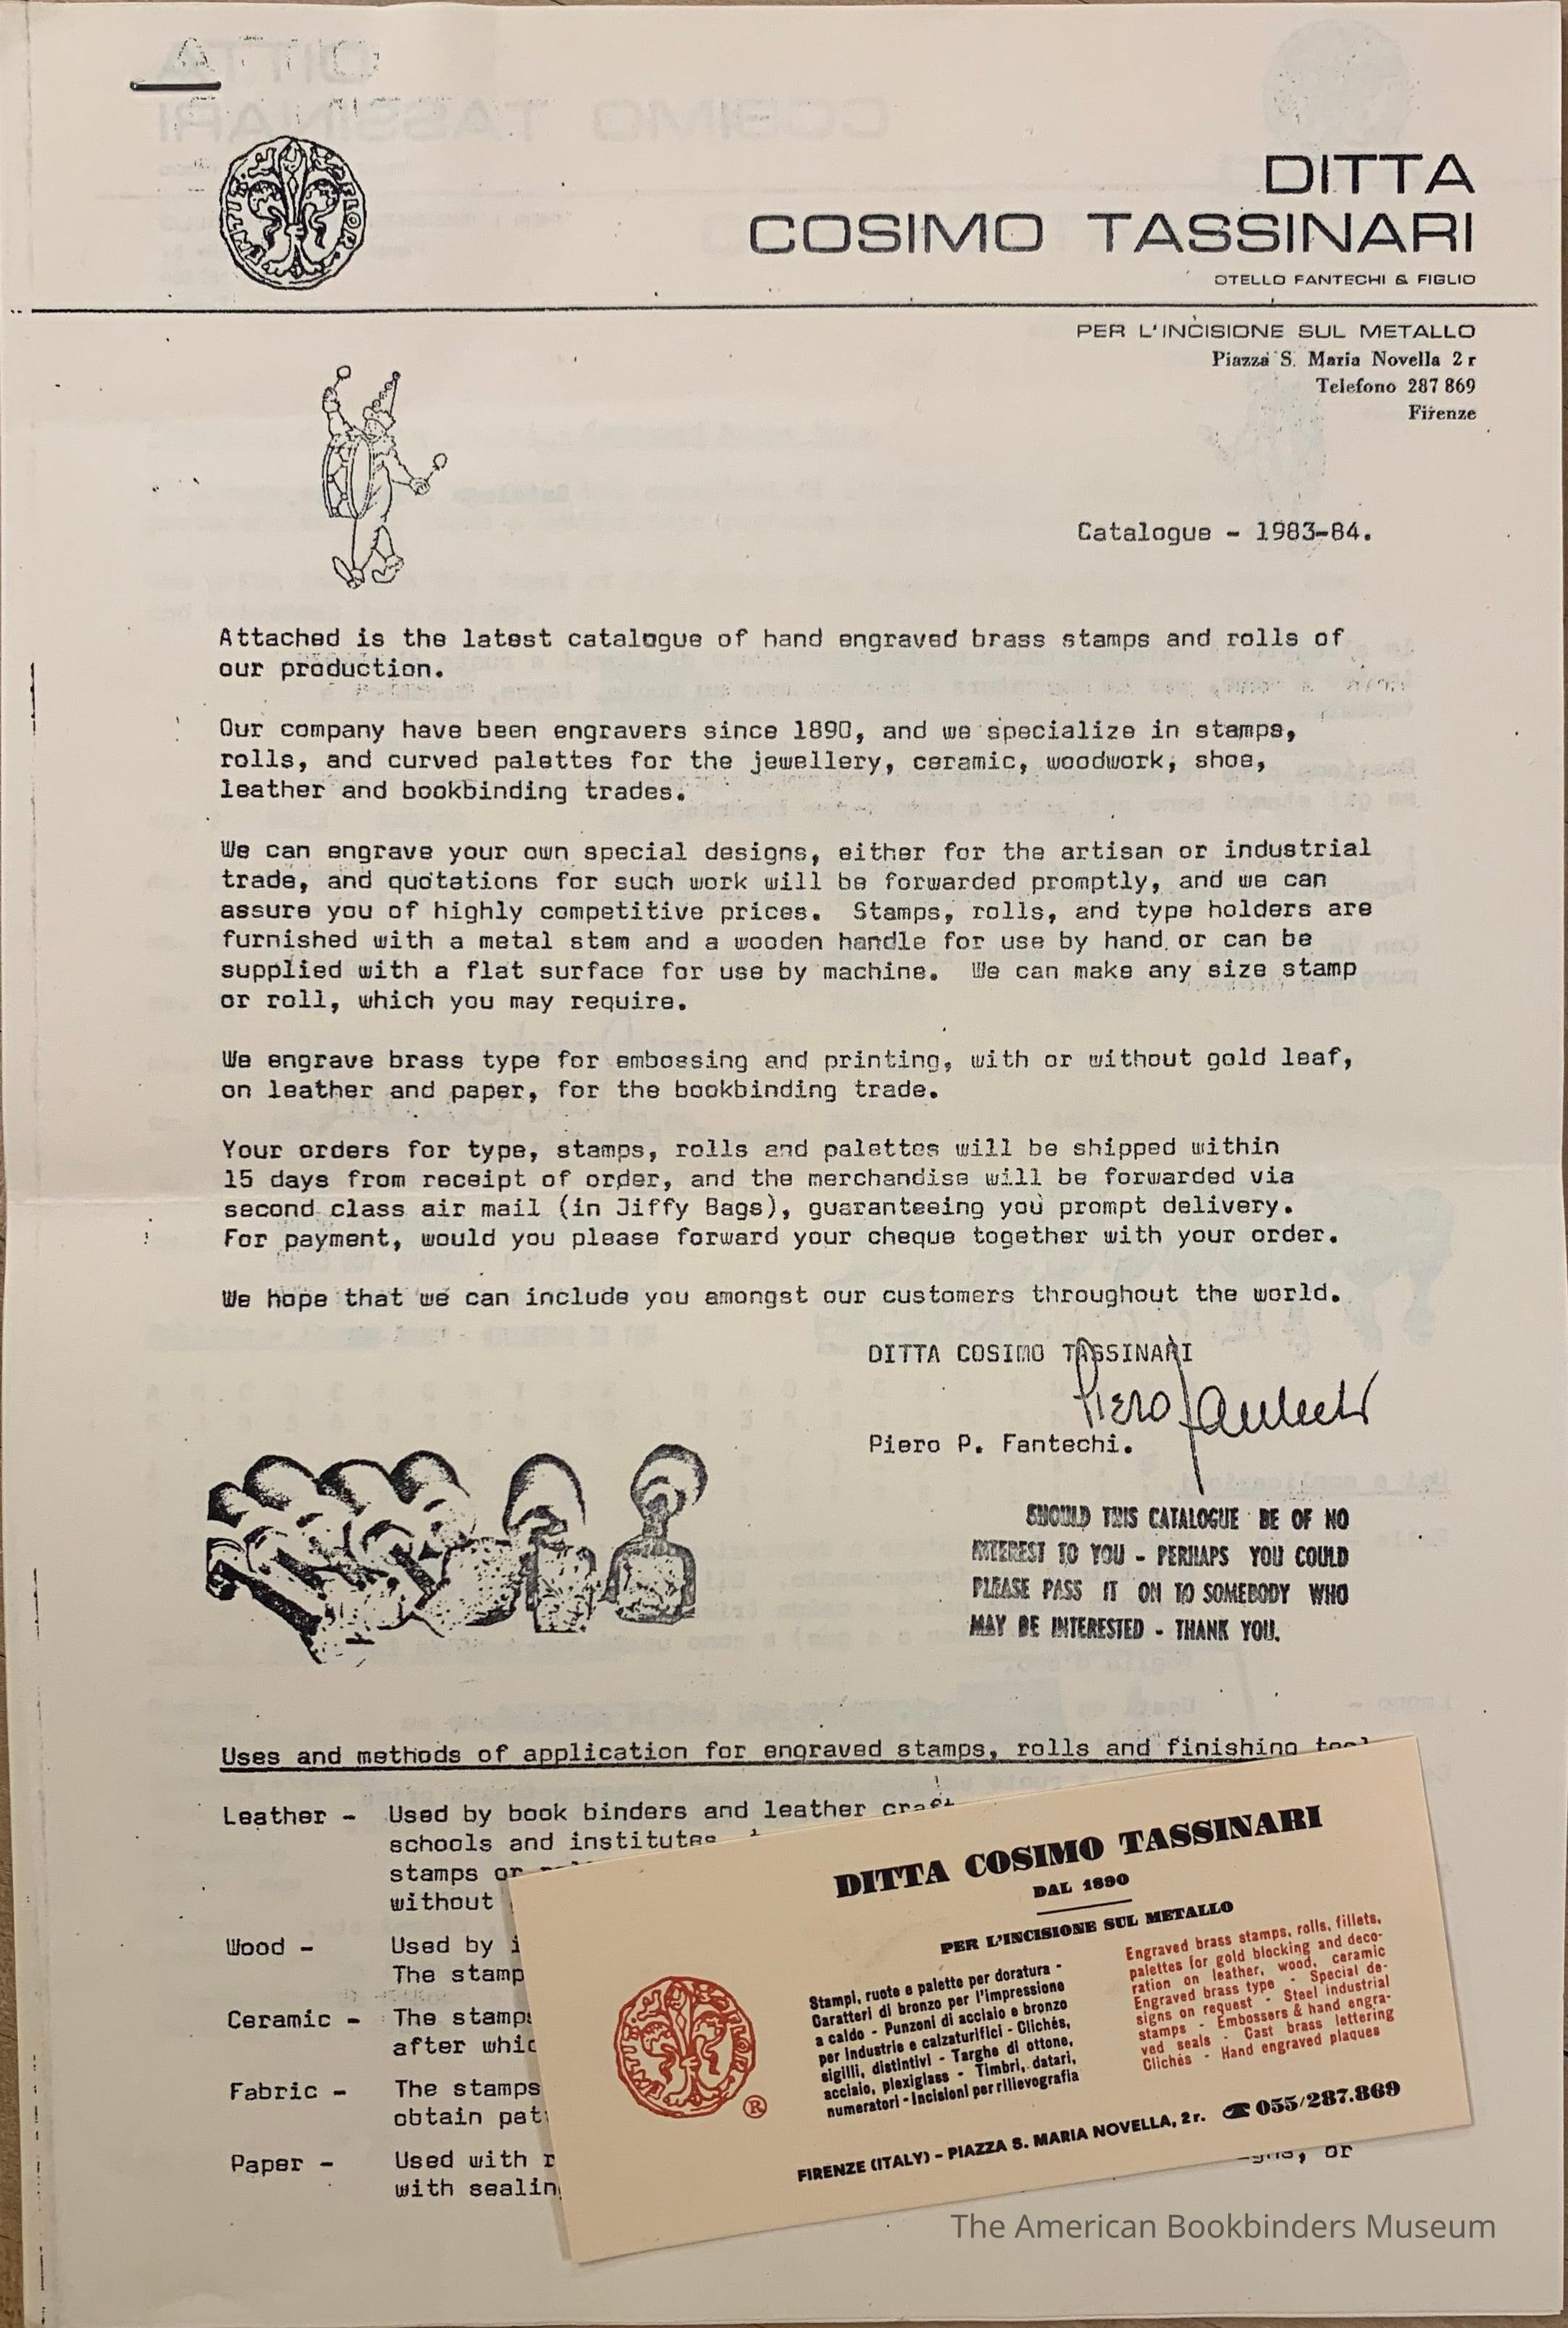 DITTA
COSIMO TASSINARI
OTELLO FANTECHI & FIGLIO
PER L'INCISIONE SUL METALLO
Piazza S. Maria Novella 2 r
Telefono 287 869
Firenze
Catalogue - 1983-84.
Attached is the latest catalogue of hand engraved brass stamps and rolls of
our production.
Our company have been engravers since 1890, and we specialize in stamps,
rolls, and curved palettes for the jewellery, ceramic, woodwork, shoe,
leather and bookbinding trades.
We can engrave your own special designs, either for the artisan or industrial
trade, and quotations for such work will be forwarded promptly, and we can
assure you of highly competitive prices.  Stamps, rolls, and type holders are
furnished with a metal stem and a wooden handle for use by hand or can be
supplied with a flat surface for use by machine.  We can make any size stamp
or roll, which you may require.
We engrave brass type for embossing and printing, with or without gold leaf,
on leather and paper, for the bookbinding trade.
Your orders for type, stamps, rolls and palettes will be shipped within
15 days from receipt of order, and the merchandise will be forwarded via
second class air mail (in Jiffy Bags), guaranteeing you prompt delivery.
For payment, would you please forward your cheque together with your order.
We hope that we can include you amongst our customers throughout the world.
DITTA COSIMO TASSINARI
Piero Fantechi
Piero P. Fantechi.
SHOULD THIS CATALOGUE BE OF NO
INTEREST TO YOU - PERHAPS YOU COULD
PLEASE PASS IT ON TO SOMEBODY WHO
MAY BE INTERESTED - THANK YOU.
Uses and methods of application for engraved stamps, rolls and finishing
Leather - Used by book binders and leather
schools and institutes
stamps or
without
Wood - Used by
The stamp
Ceramic - The stamps
after
Fabric - The stamps
obtain
Paper - Used with
with
or
DITTA COSIMO TASSINARI
DAL 1890
PER L'INCISIONE SUL METALLO
Stampi, ruote e palette per doratura -
Caratteri di bronzo per l'impressione
a caldo - Punzoni di acciaio e bronzo
per industrie e calzaturifici - Clichés,
sigilli, distintivi - Targhe di ottone,
acciaio, plexiglass - Timbri, datari,
numeratori - Incisioni per rilievografia
Engraved brass stamps, rolls, fillets,
palettes for gold blocking and deco-
ration on leather, wood, ceramic
Engraved brass type - Special de-
signs on request - Steel industrial
stamps - Embossers & hand engra-
ved seals - Cast brass lettering
Clichés - Hand engraved plaques
®
FIRENZE (ITALY) - PIAZZA S. MARIA NOVELLA, 2 r. ☎ 055/287.869
The American Bookbinders Museum